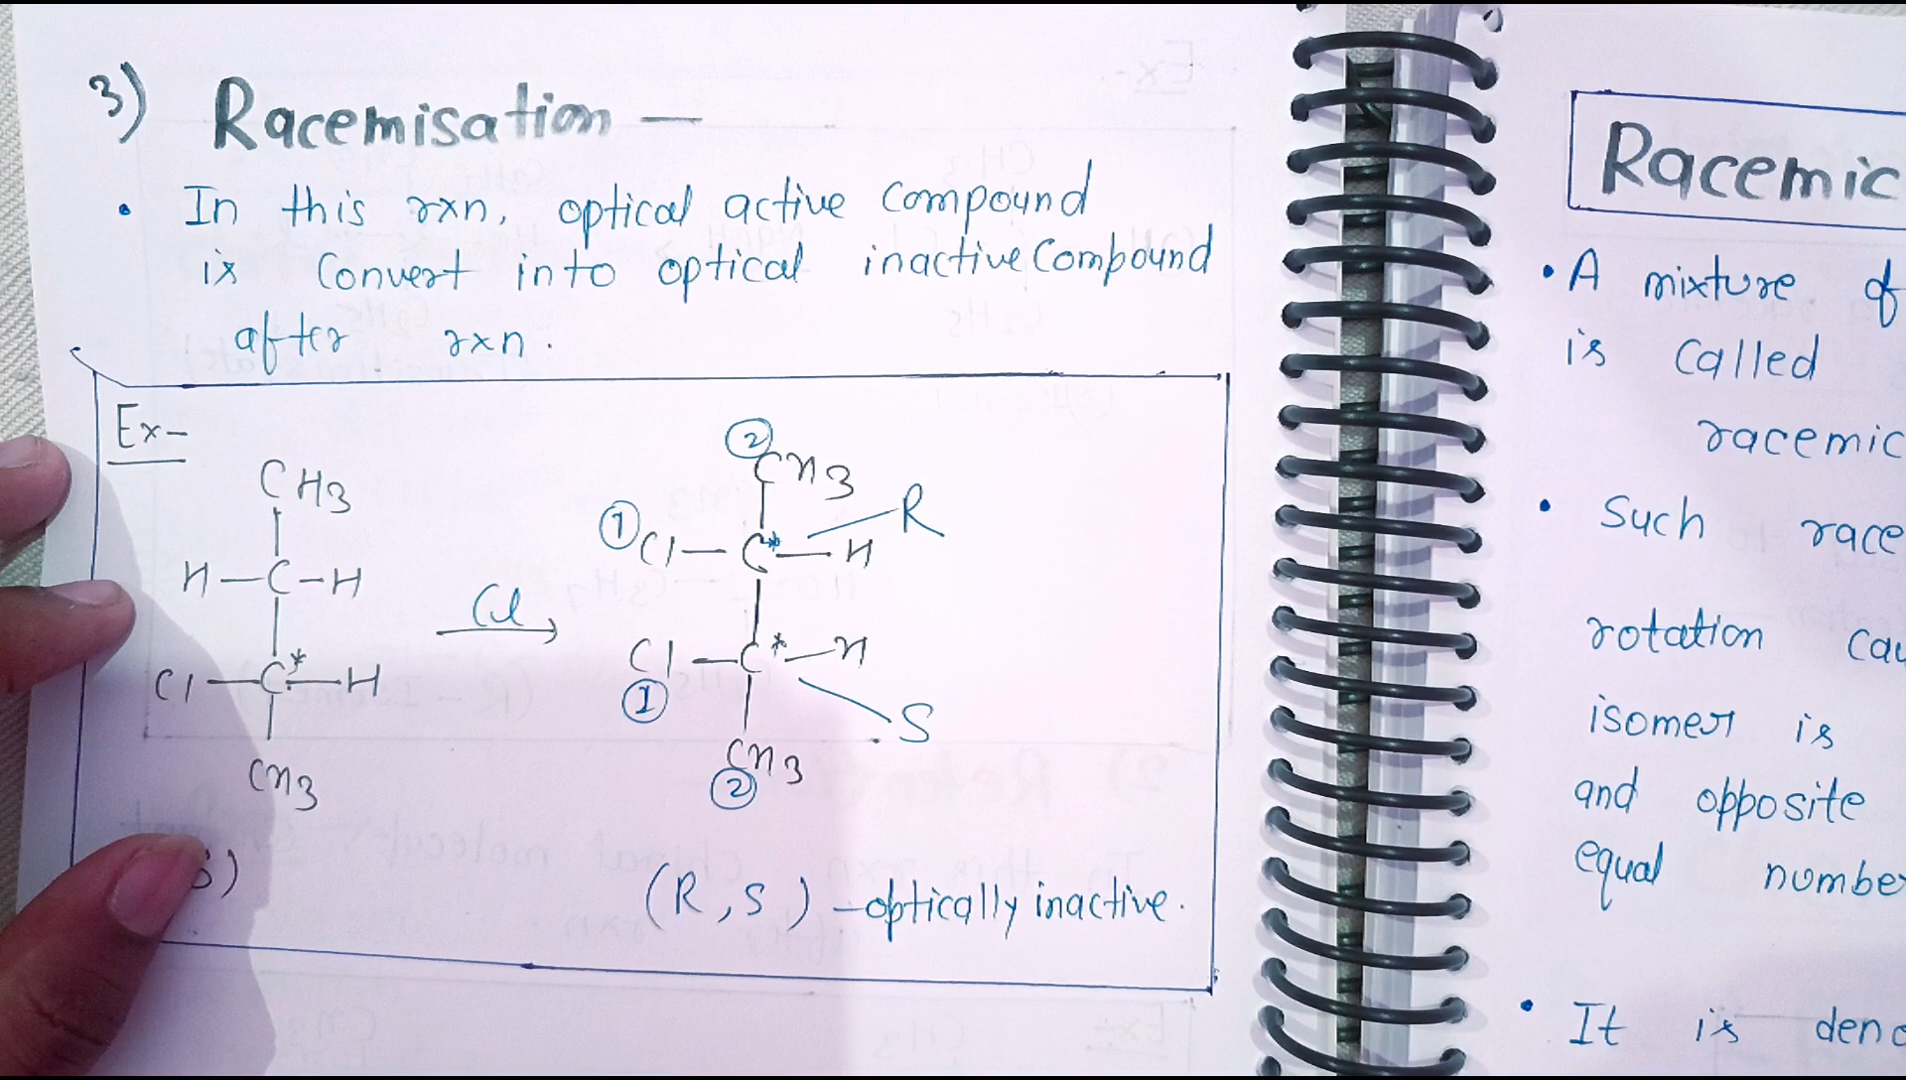 3) Racemisation —
• In this rxn, optical active compound
is convert into optical inactive compound
after rxn.
Ex-
CH3
H—C—H
Cl—C*—H
CH3
Cl
S)
②
CH3
① Cl—C*—H
R
Cl—C*—H
①
S
CH3
②
(R,S) —optically inactive.
Racemic
• A mixture of
is called
racemic
• Such race
rotation cau
isomer is
and opposite
equal numbe
• It is deno